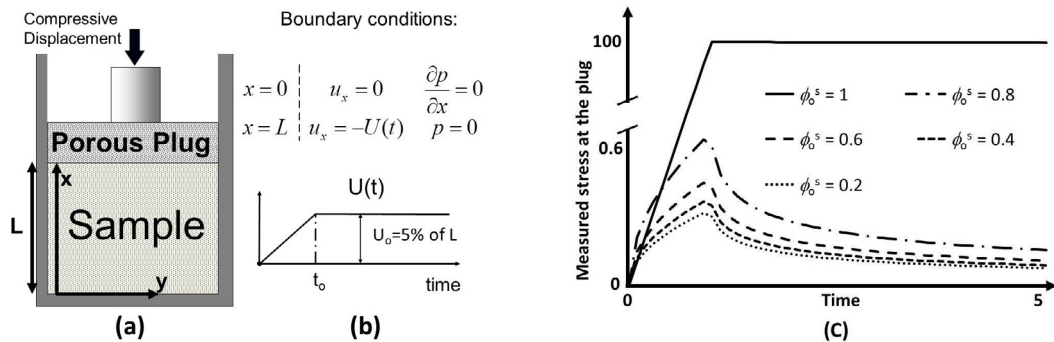 Compressive
Displacement
Porous Plug
x
L
Sample
y
(a)
Boundary conditions:
x = 0 | u_x = 0 ∂p/∂x = 0
x = L | u_x = −U(t) p = 0
U(t)
U_o=5% of L
t_o
time
(b)
Measured stress at the plug
100
0.6
0
0
Time
5
ϕ_o^s = 1
ϕ_o^s = 0.8
ϕ_o^s = 0.6
ϕ_o^s = 0.4
ϕ_o^s = 0.2
(C)